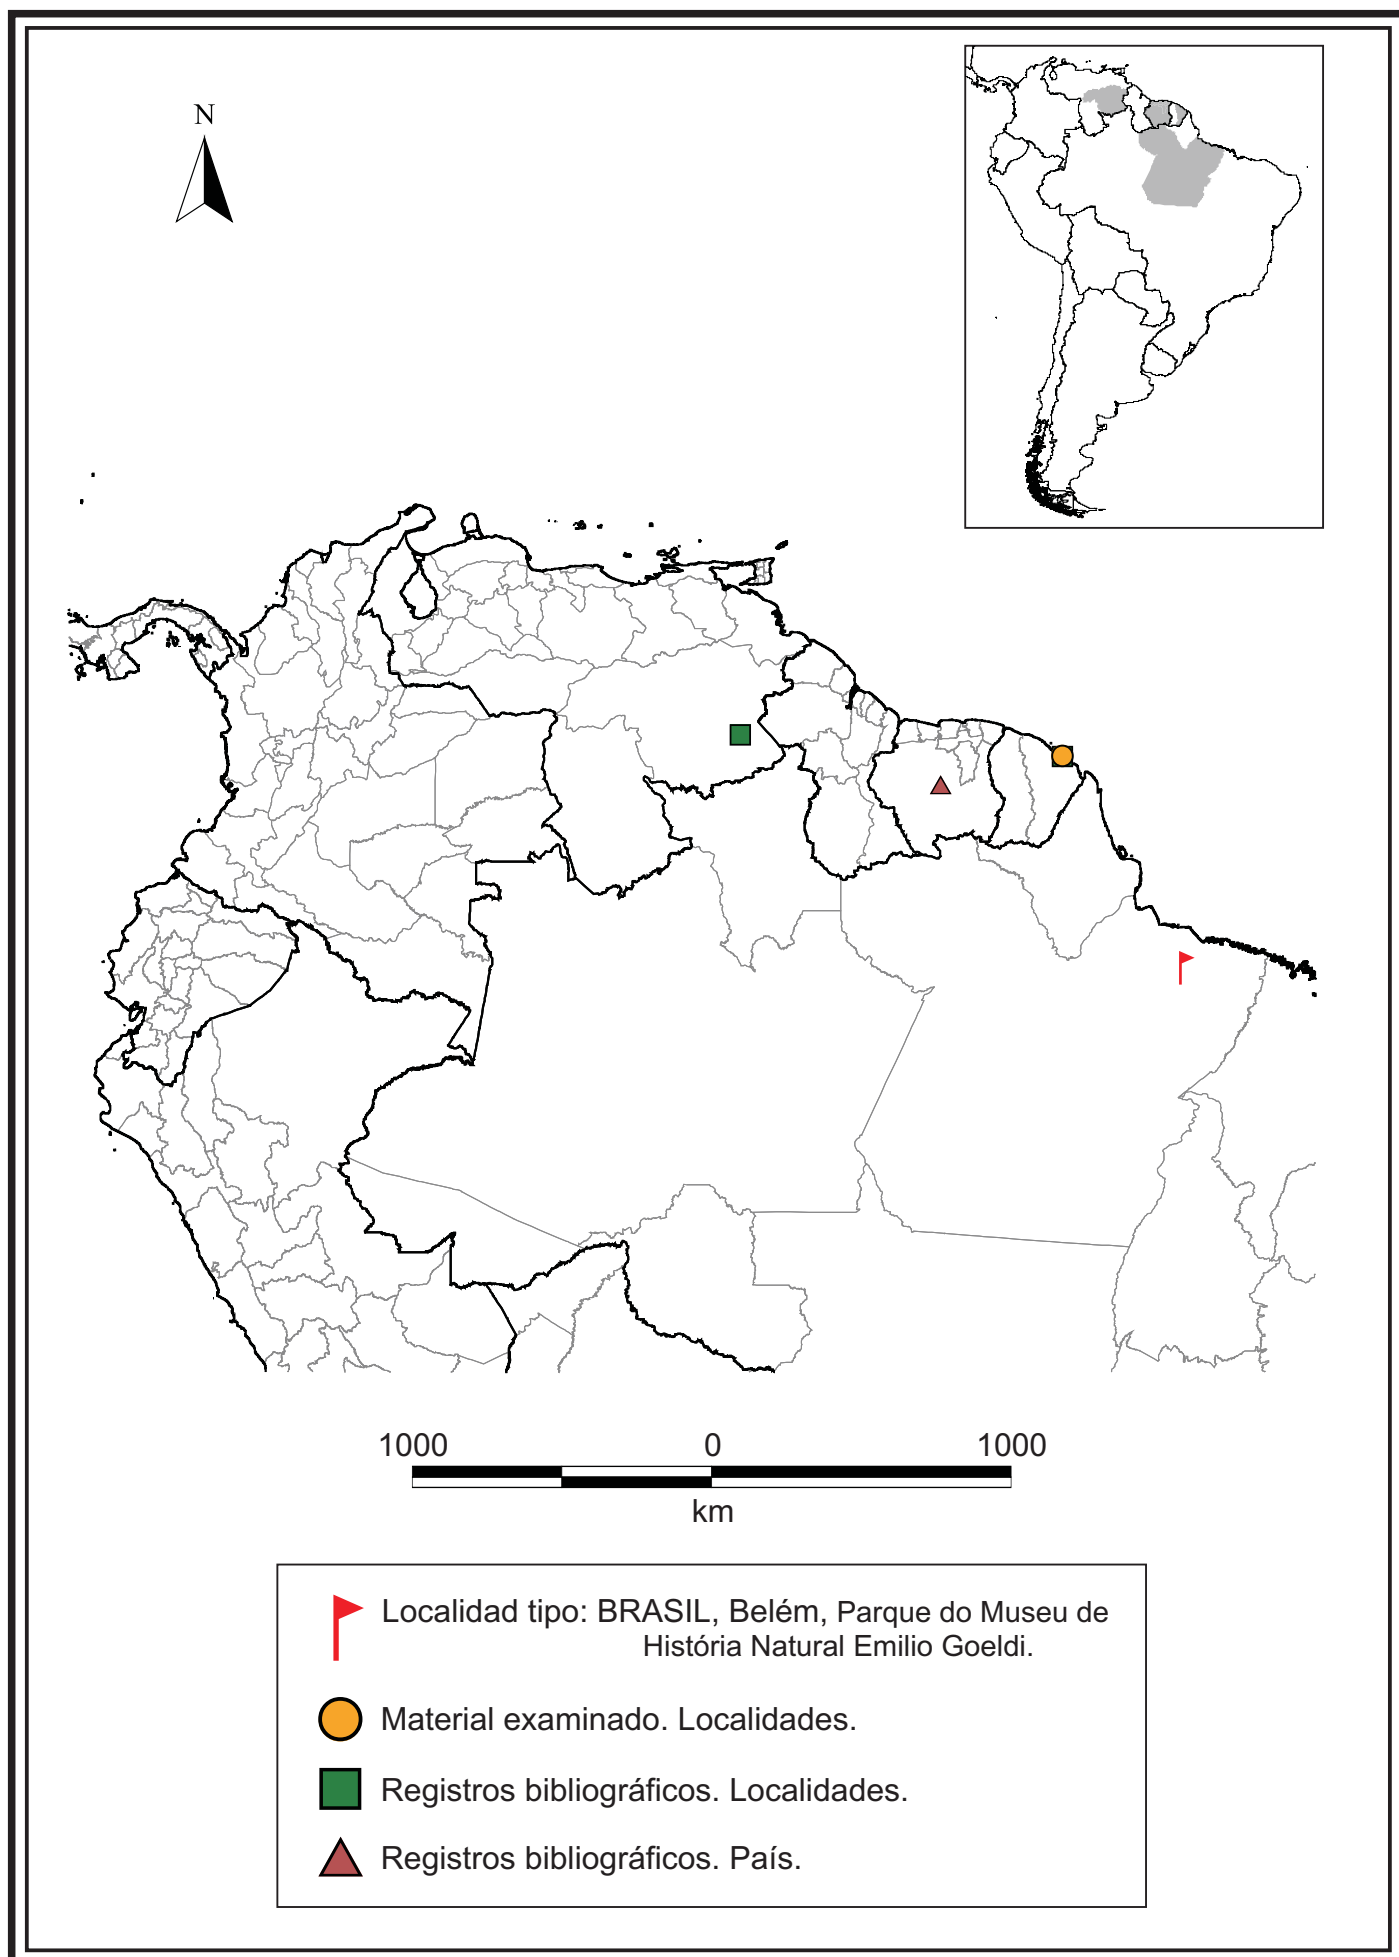 N
1000 0 1000
km
Localidad tipo: BRASIL, Belém, Parque do Museu de
História Natural Emilio Goeldi.
Material examinado. Localidades.
Registros bibliográficos. Localidades.
Registros bibliográficos. País.